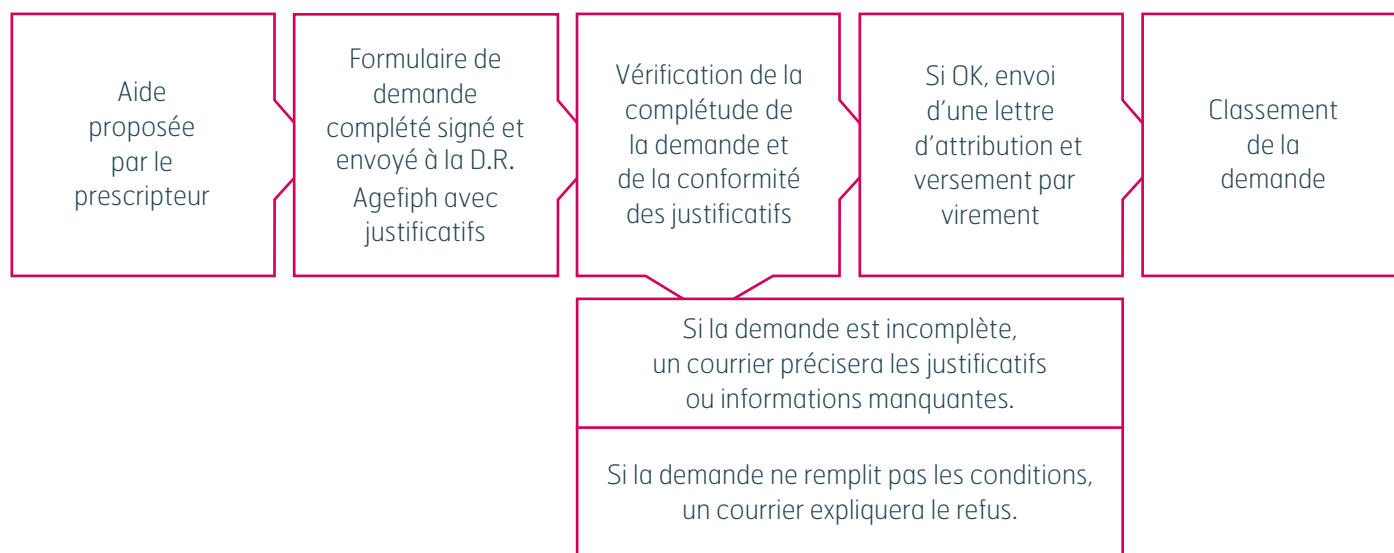 Aide
proposée
par le
prescripteur
Formulaire de
demande
complété signé et
envoyé à la D.R.
Agefiph avec
justificatifs
Vérification de la
complétude de
la demande et
de la conformité
des justificatifs
Si OK, envoi
d'une lettre
d'attribution et
versement par
virement
Classement
de la
demande
Si la demande est incomplète,
un courrier précisera les justificatifs
ou informations manquantes.
Si la demande ne remplit pas les conditions,
un courrier expliquera le refus.